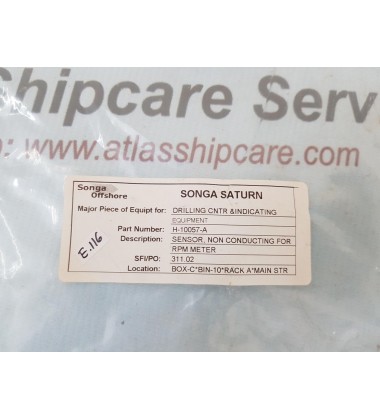 Shipcare Serv
n: www.atlasshipcare.com
Songa Offshore
SONGA SATURN
Major Piece of Equipt for: DRILLING CNTR &INDICATING
EQUIPMENT
Part Number: H-10057-A
Description: SENSOR, NON CONDUCTING FOR
RPM METER
SFI/PO: 311.02
Location: BOX-C*BIN-10*RACK A*MAIN STR
E.116